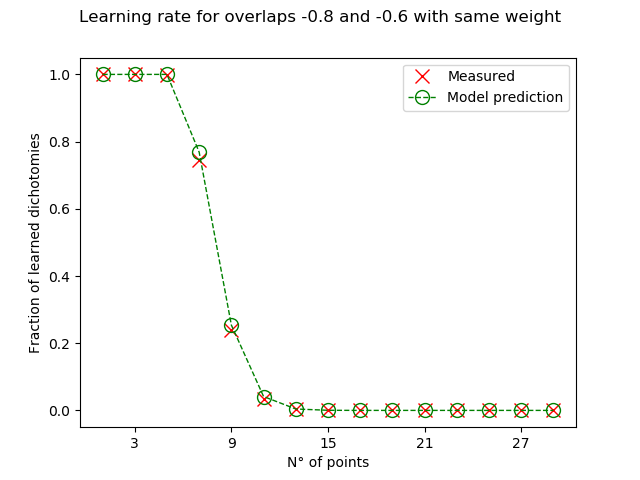 Learning rate for overlaps -0.8 and -0.6 with same weight
Measured
Model prediction
1.0
0.8
0.6
0.4
0.2
0.0
Fraction of learned dichotomies
3 9 15 21 27
N° of points